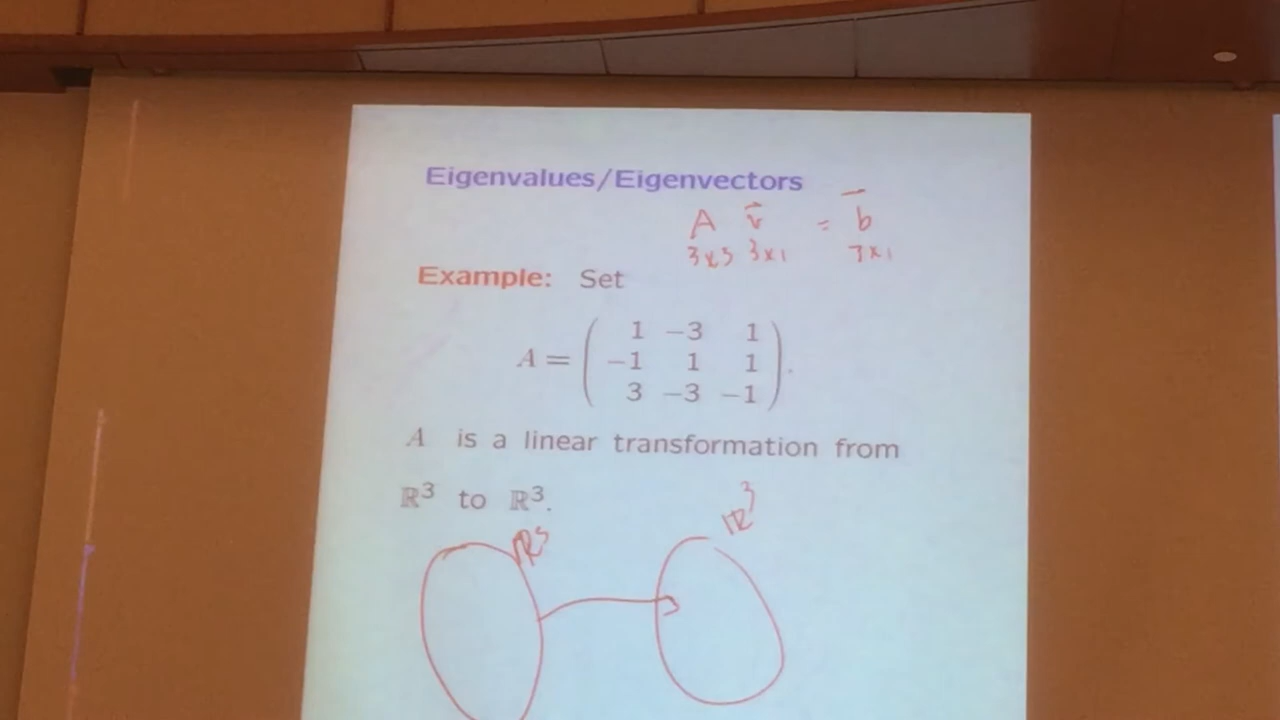 Eigenvalues/Eigenvectors
A v⃗ = b⃗
3x3 3x1 3x1
Example: Set
A = ( 1 −3 1
−1 1 1
3 −3 −1 ) .
A is a linear transformation from
ℝ³ to ℝ³.
ℝ³ ℝ³